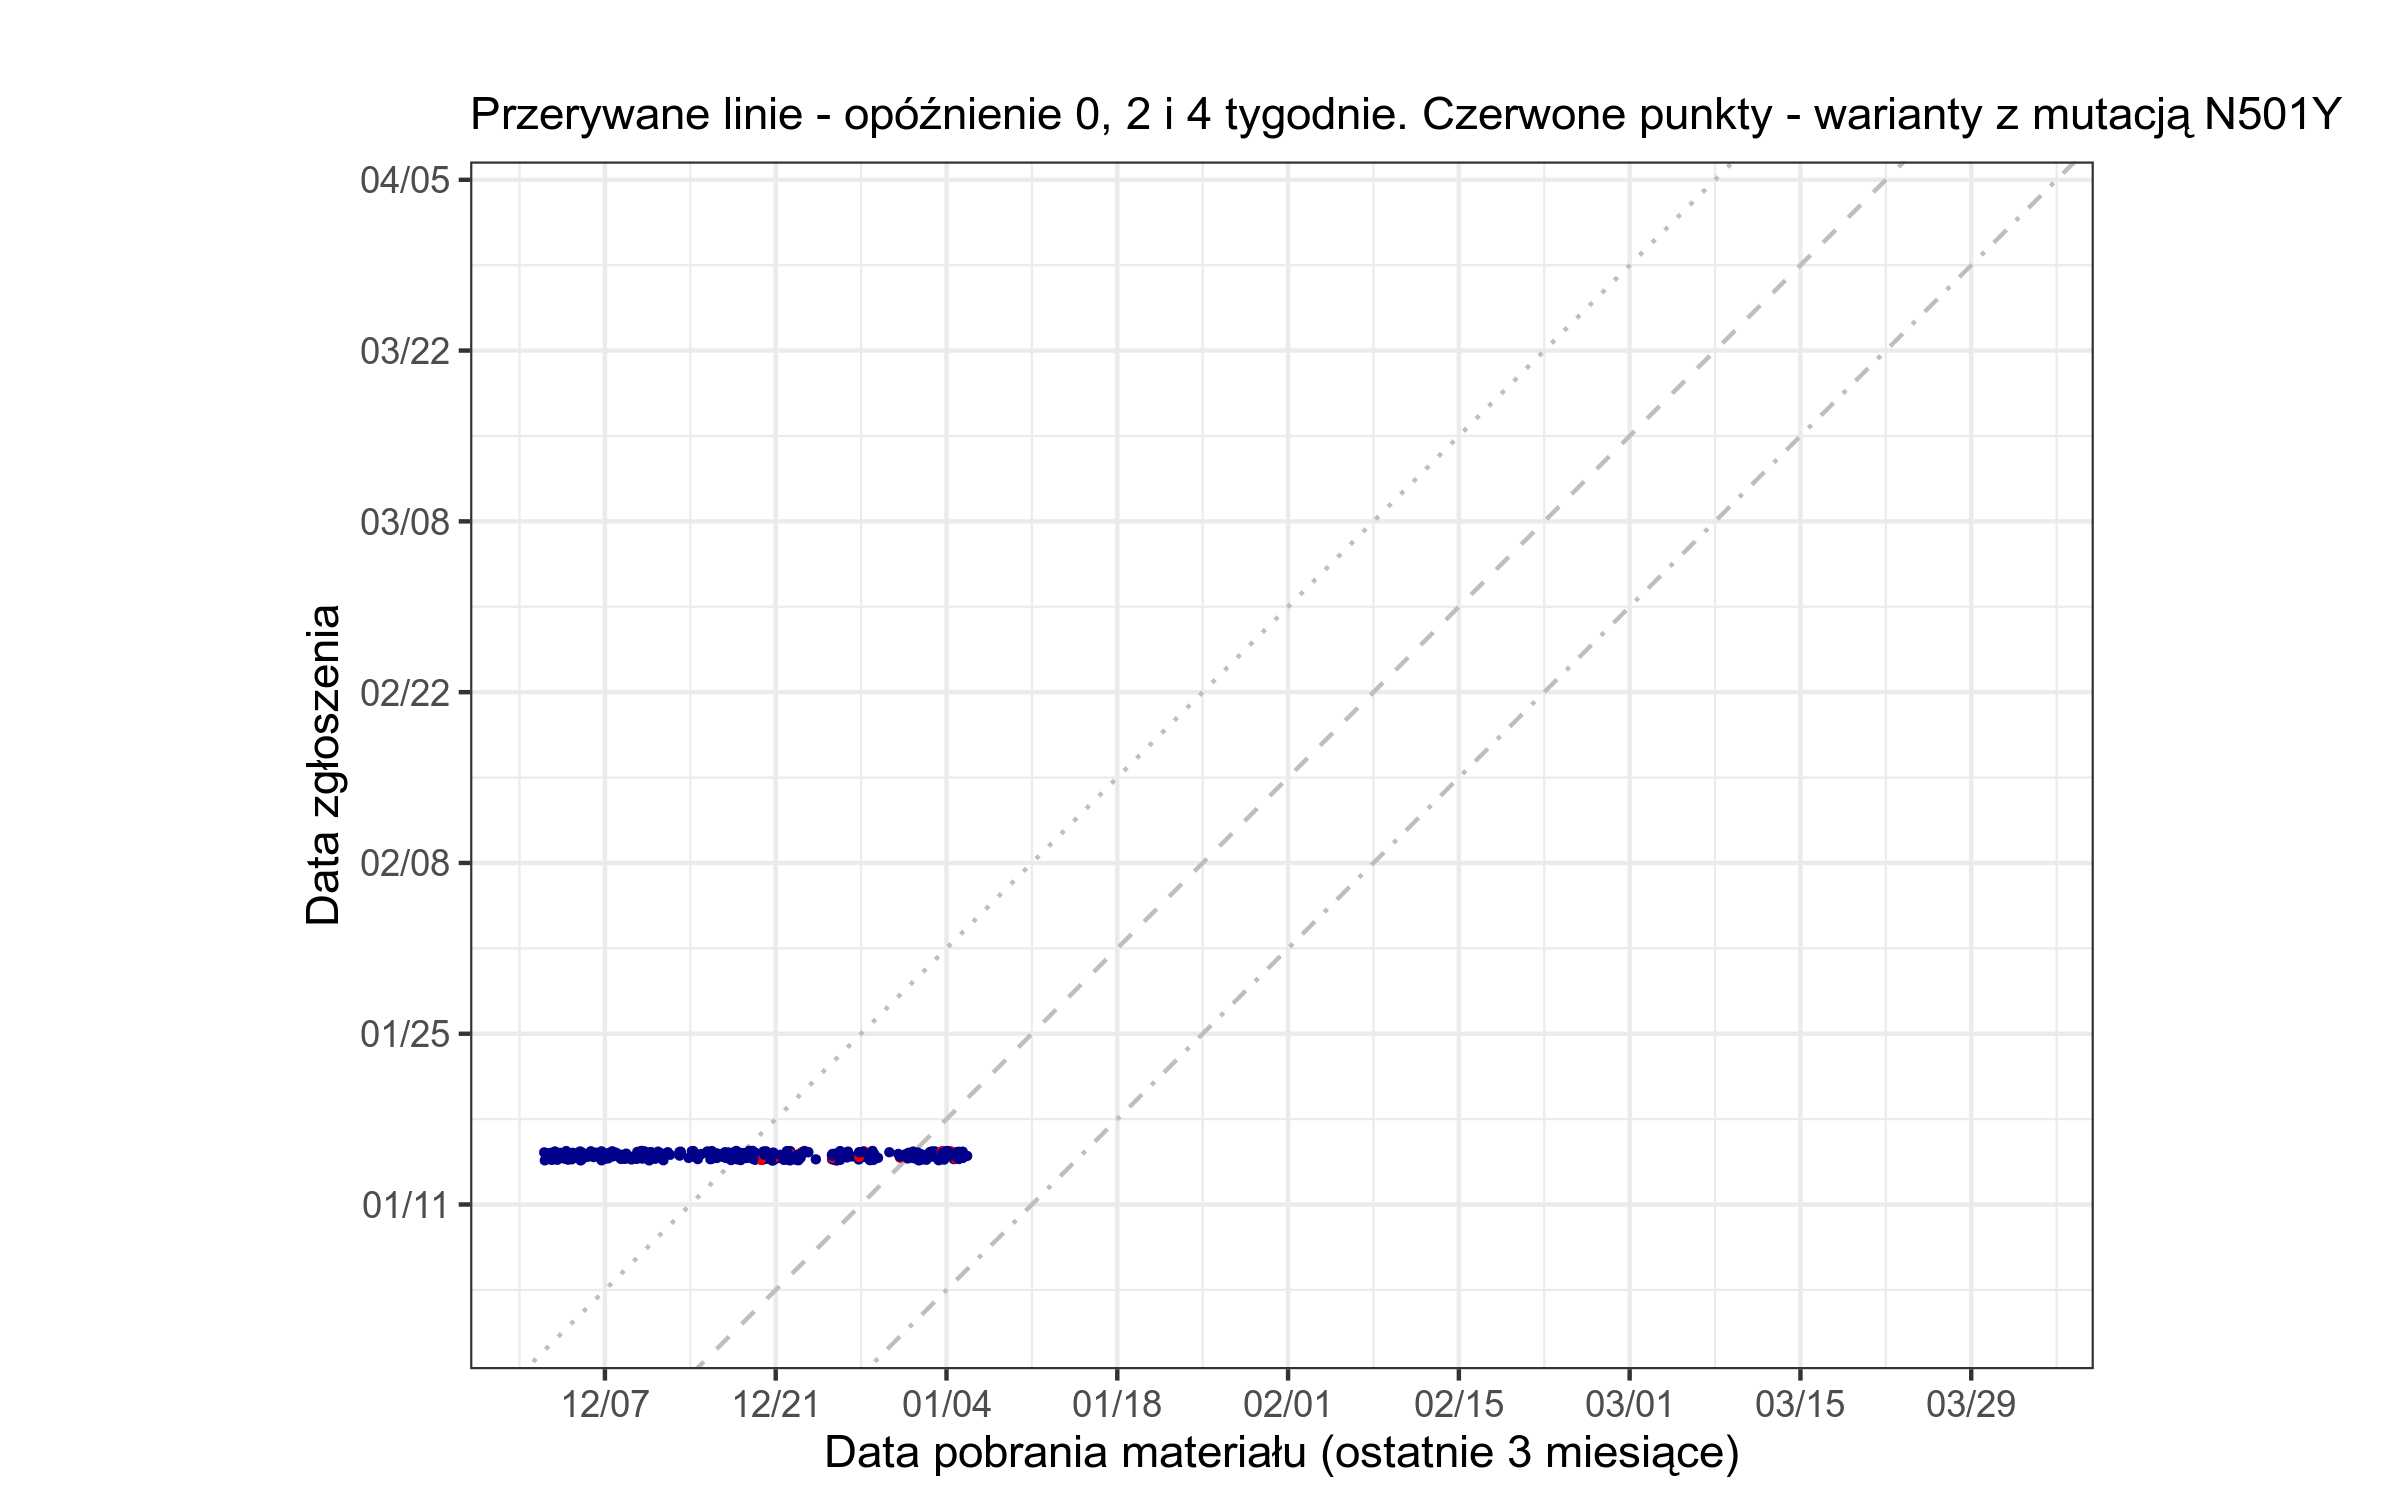 Przerywane linie - opóźnienie 0, 2 i 4 tygodnie. Czerwone punkty - warianty z mutacją N501Y
04/05
03/22
03/08
02/22
02/08
01/25
01/11
Data zgłoszenia
12/07 12/21 01/04 01/18 02/01 02/15 03/01 03/15 03/29
Data pobrania materiału (ostatnie 3 miesiące)